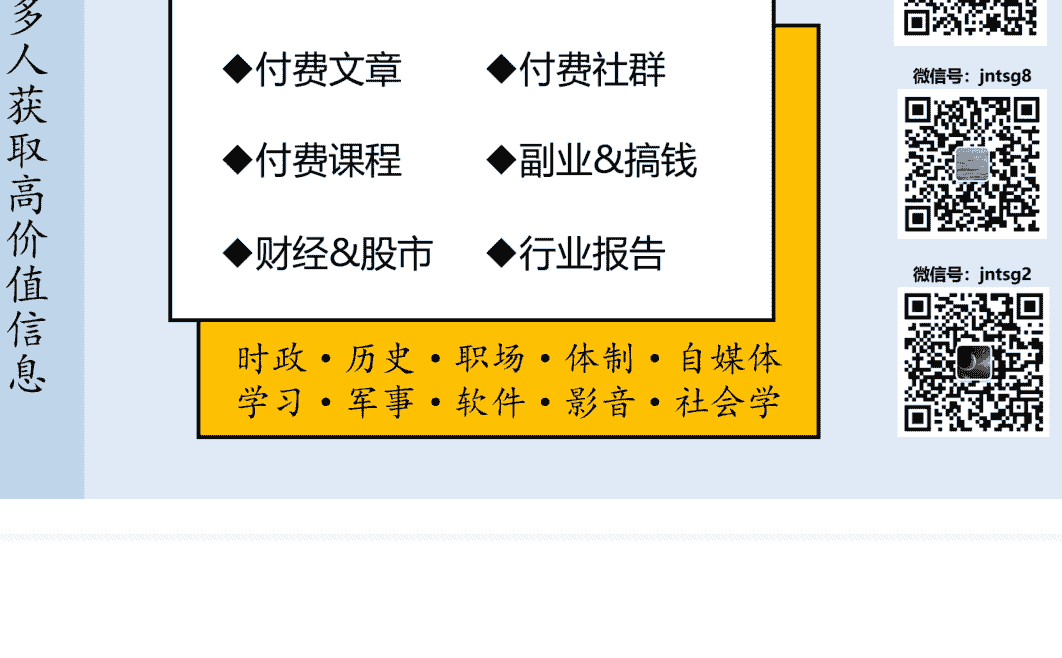 多人获取高价值信息
◆付费文章 ◆付费社群
◆付费课程 ◆副业&搞钱
◆财经&股市 ◆行业报告
时政・历史・职场・体制・自媒体
学习・军事・软件・影音・社会学
微信号：jntsg8
微信号：jntsg2